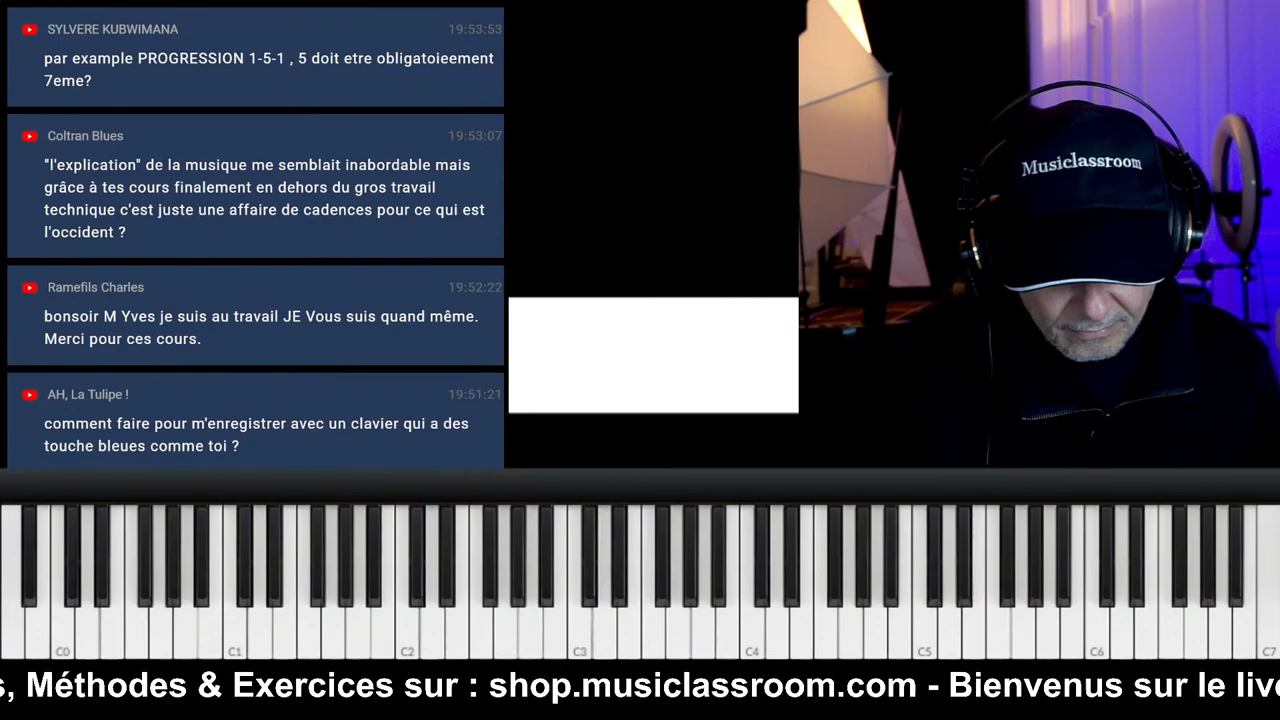 SYLVERE KUBWIMANA 19:53:53
par example PROGRESSION 1-5-1 , 5 doit etre obligatoieement
7eme?
Coltran Blues 19:53:07
"l'explication" de la musique me semblait inabordable mais
grâce à tes cours finalement en dehors du gros travail
technique c'est juste une affaire de cadences pour ce qui est
l'occident ?
Ramefils Charles 19:52:22
bonsoir M Yves je suis au travail JE Vous suis quand même.
Merci pour ces cours.
AH, La Tulipe ! 19:51:21
comment faire pour m'enregistrer avec un clavier qui a des
touche bleues comme toi ?
Musiclassroom
C0 C1 C2 C3 C4 C5 C6 C7
s, Méthodes & Exercices sur : shop.musiclassroom.com - Bienvenus sur le live